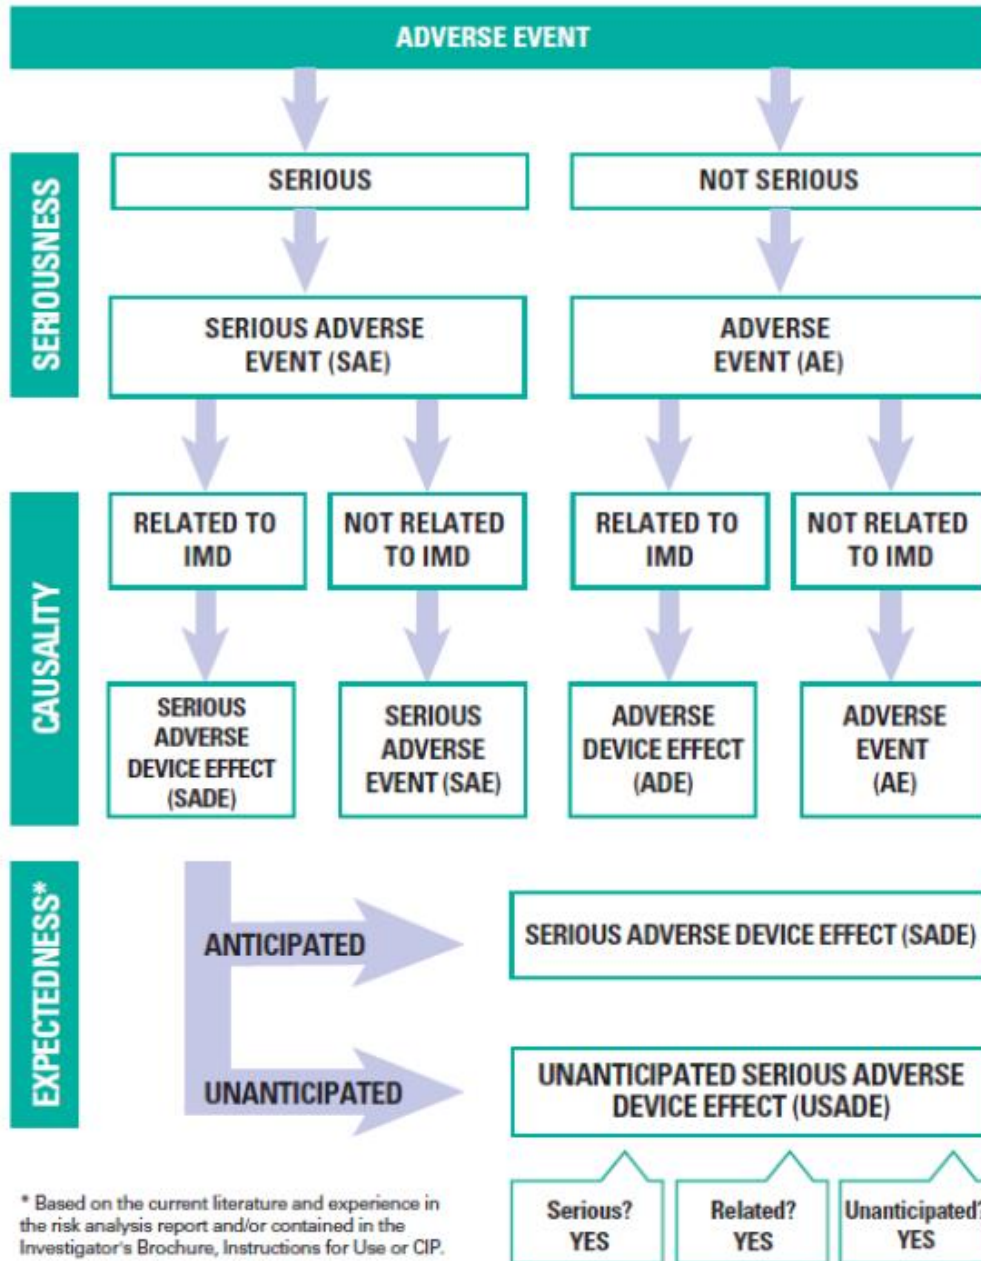 ADVERSE EVENT
SERIOUSNESS
SERIOUS
NOT SERIOUS
SERIOUS ADVERSE
EVENT (SAE)
ADVERSE
EVENT (AE)
CAUSALITY
RELATED TO
IMD
NOT RELATED
TO IMD
RELATED TO
IMD
NOT RELATED
TO IMD
SERIOUS
ADVERSE
DEVICE EFFECT
(SADE)
SERIOUS
ADVERSE
EVENT (SAE)
ADVERSE
DEVICE EFFECT
(ADE)
ADVERSE
EVENT
(AE)
EXPECTEDNESS*
ANTICIPATED
SERIOUS ADVERSE DEVICE EFFECT (SADE)
UNANTICIPATED
UNANTICIPATED SERIOUS ADVERSE
DEVICE EFFECT (USADE)
Serious?
YES
Related?
YES
Unanticipated?
YES
* Based on the current literature and experience in
the risk analysis report and/or contained in the
Investigator's Brochure, Instructions for Use or CIP.